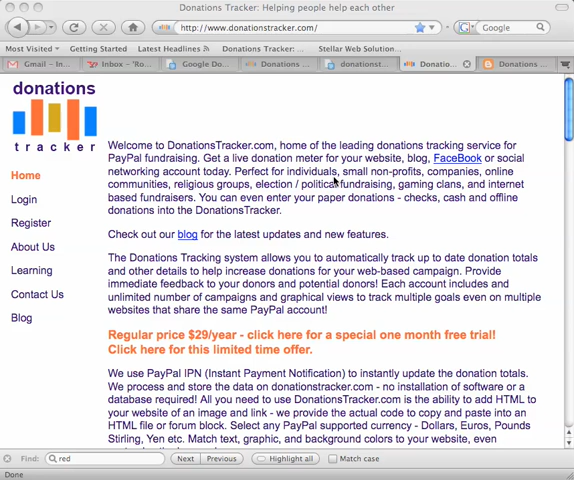 Donations Tracker: Helping people help each other
http://www.donationstracker.com/
Google
Most Visited
Getting Started
Latest Headlines
Donations Tracker: ...
Stellar Web Solution...
Gmail – In...
Inbox – 'Ro...
Google Do...
Donations ...
donationst...
Donation...
Donations ...
donations
tracker
Home
Login
Register
About Us
Learning
Contact Us
Blog
Welcome to DonationsTracker.com, home of the leading donations tracking service for
PayPal fundraising. Get a live donation meter for your website, blog, FaceBook or social
networking account today. Perfect for individuals, small non-profits, companies, online
communities, religious groups, election / political fundraising, gaming clans, and internet
based fundraisers. You can even enter your paper donations - checks, cash and offline
donations into the DonationsTracker.
Check out our blog for the latest updates and new features.
The Donations Tracking system allows you to automatically track up to date donation totals
and other details to help increase donations for your web-based campaign. Provide
immediate feedback to your donors and potential donors! Each account includes and
unlimited number of campaigns and graphical views to track multiple goals even on multiple
websites that share the same PayPal account!
Regular price $29/year - click here for a special one month free trial!
Click here for this limited time offer.
We use PayPal IPN (Instant Payment Notification) to instantly update the donation totals.
We process and store the data on donationstracker.com - no installation of software or a
database required! All you need to use DonationsTracker.com is the ability to add HTML to
your website of an image and link - we provide the actual code to copy and paste into an
HTML file or forum block. Select any PayPal supported currency - Dollars, Euros, Pounds
Stirling, Yen etc. Match text, graphic, and background colors to your website, even
Find:
red
Next
Previous
Highlight all
Match case
Done